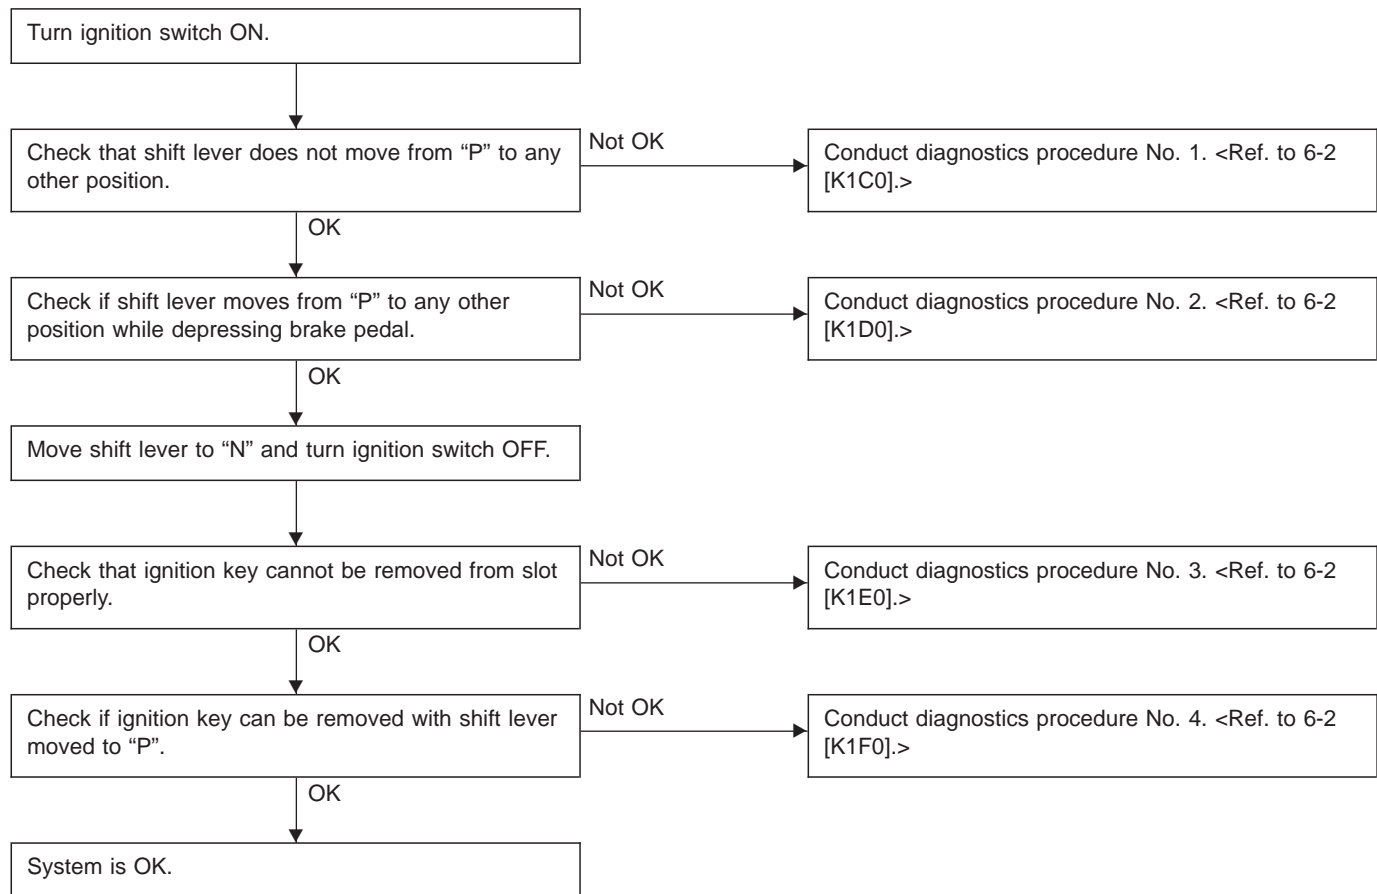 Turn ignition switch ON.
Check that shift lever does not move from “P” to any
other position.
Not OK
Conduct diagnostics procedure No. 1. <Ref. to 6-2
[K1C0].>
OK
Check if shift lever moves from “P” to any other
position while depressing brake pedal.
Not OK
Conduct diagnostics procedure No. 2. <Ref. to 6-2
[K1D0].>
OK
Move shift lever to “N” and turn ignition switch OFF.
Check that ignition key cannot be removed from slot
properly.
Not OK
Conduct diagnostics procedure No. 3. <Ref. to 6-2
[K1E0].>
OK
Check if ignition key can be removed with shift lever
moved to “P”.
Not OK
Conduct diagnostics procedure No. 4. <Ref. to 6-2
[K1F0].>
OK
System is OK.